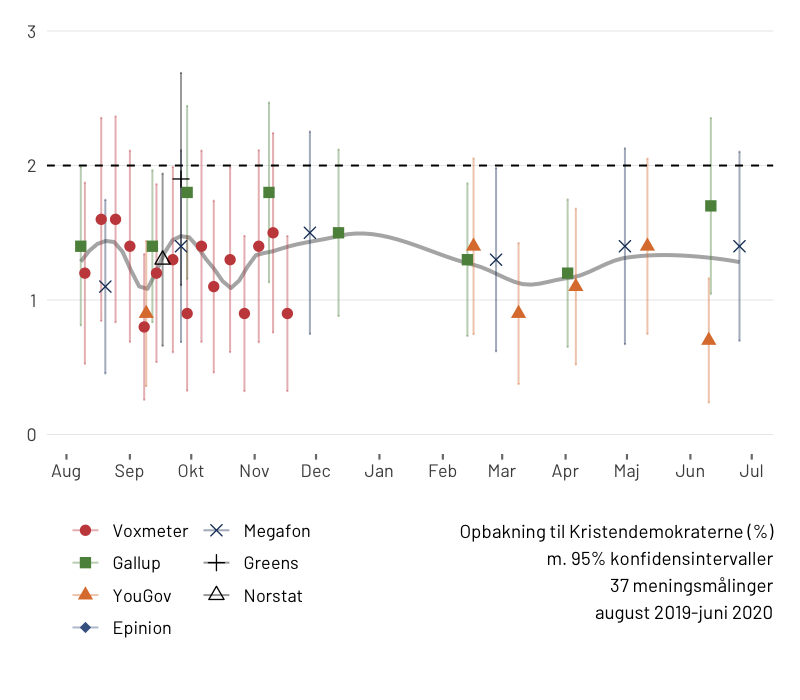 3
2
1
0
Aug Sep Okt Nov Dec Jan Feb Mar Apr Maj Jun Jul
Voxmeter Megafon
Gallup Greens
YouGov Norstat
Epinion
Opbakning til Kristendemokraterne (%)
m. 95% konfidensintervaller
37 meningsmålinger
august 2019-juni 2020